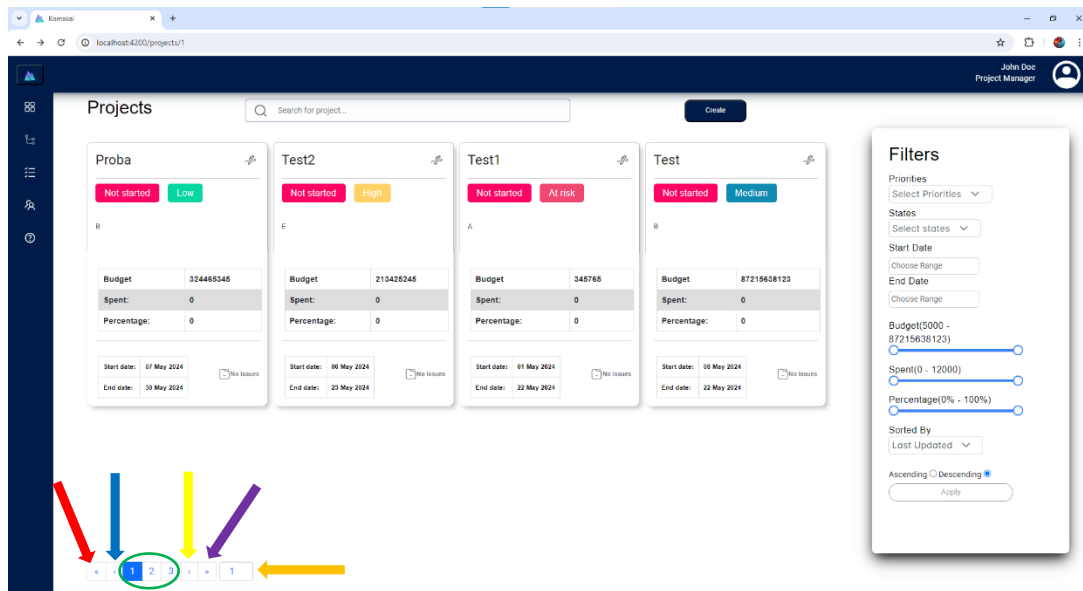 Komakai
localhost:4200/projects/1
John Doe
Project Manager
Projects
Search for project...
Create
Proba
Not started Low
B
Budget 324465345
Spent: 0
Percentage: 0
Start date: 07 May 2024
End date: 30 May 2024
No Issues
Test2
Not started High
E
Budget 213425245
Spent: 0
Percentage: 0
Start date: 06 May 2024
End date: 23 May 2024
No Issues
Test1
Not started At risk
A
Budget 345765
Spent: 0
Percentage: 0
Start date: 01 May 2024
End date: 22 May 2024
No Issues
Test
Not started Medium
B
Budget 87215638123
Spent: 0
Percentage: 0
Start date: 08 May 2024
End date: 22 May 2024
No Issues
Filters
Priorities
Select Priorities
States
Select states
Start Date
Choose Range
End Date
Choose Range
Budget(5000 -
87215638123)
Spent(0 - 12000)
Percentage(0% - 100%)
Sorted By
Last Updated
Ascending Descending
Apply
« ‹ 1 2 3 › » 1